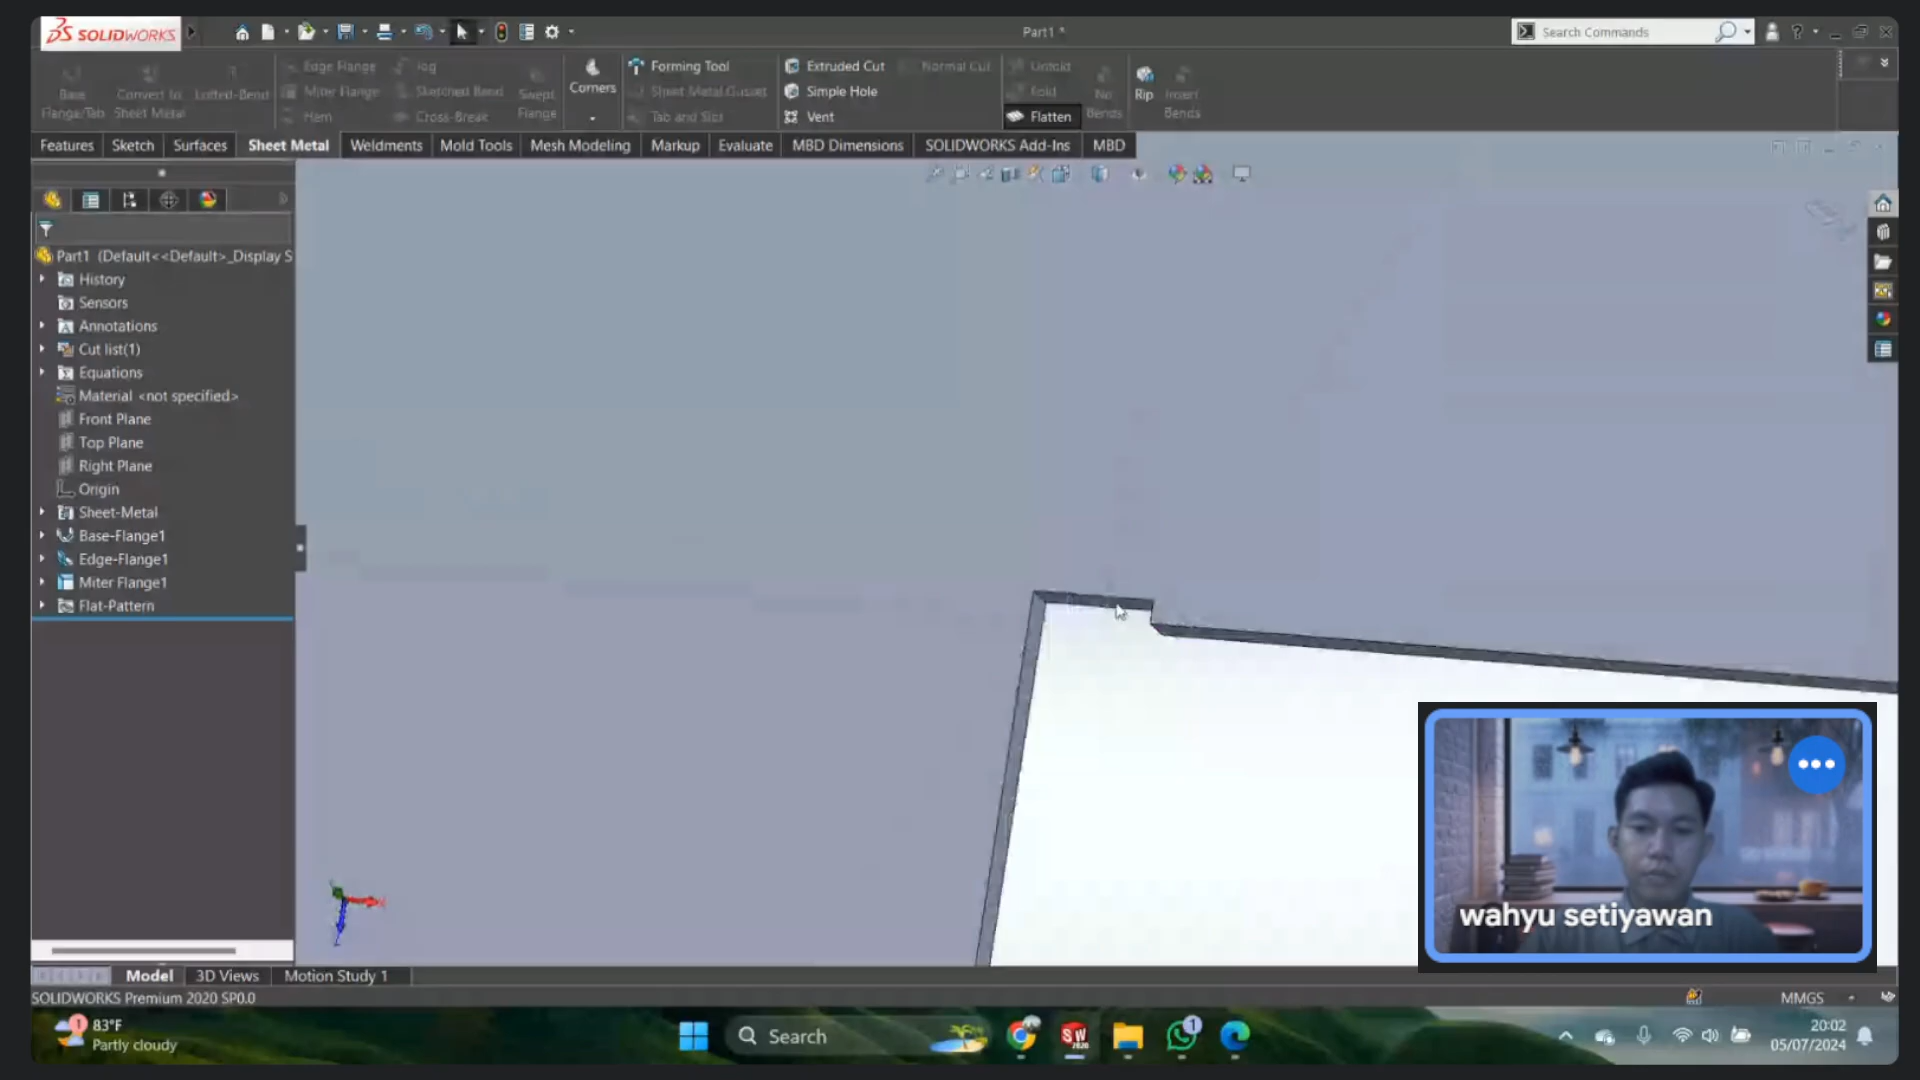 SOLIDWORKS
Part1 *
Search Commands
Base Flange/Tab
Convert to Sheet Metal
Lofted-Bend
Edge Flange
Miter Flange
Hem
Jog
Sketched Bend
Cross-Break
Swept Flange
Corners
Forming Tool
Sheet Metal Gusset
Tab and Slot
Extruded Cut
Simple Hole
Vent
Normal Cut
Unfold
Fold
Flatten
No Bends
Rip
Insert Bends
Features
Sketch
Surfaces
Sheet Metal
Weldments
Mold Tools
Mesh Modeling
Markup
Evaluate
MBD Dimensions
SOLIDWORKS Add-Ins
MBD
Part1 (Default<<Default>_Display S
History
Sensors
Annotations
Cut list(1)
Equations
Material <not specified>
Front Plane
Top Plane
Right Plane
Origin
Sheet-Metal
Base-Flange1
Edge-Flange1
Miter Flange1
Flat-Pattern
wahyu setiyawan
Model
3D Views
Motion Study 1
SOLIDWORKS Premium 2020 SP0.0
MMGS
83°F
Partly cloudy
Search
SW
2020
1
20:02
05/07/2024